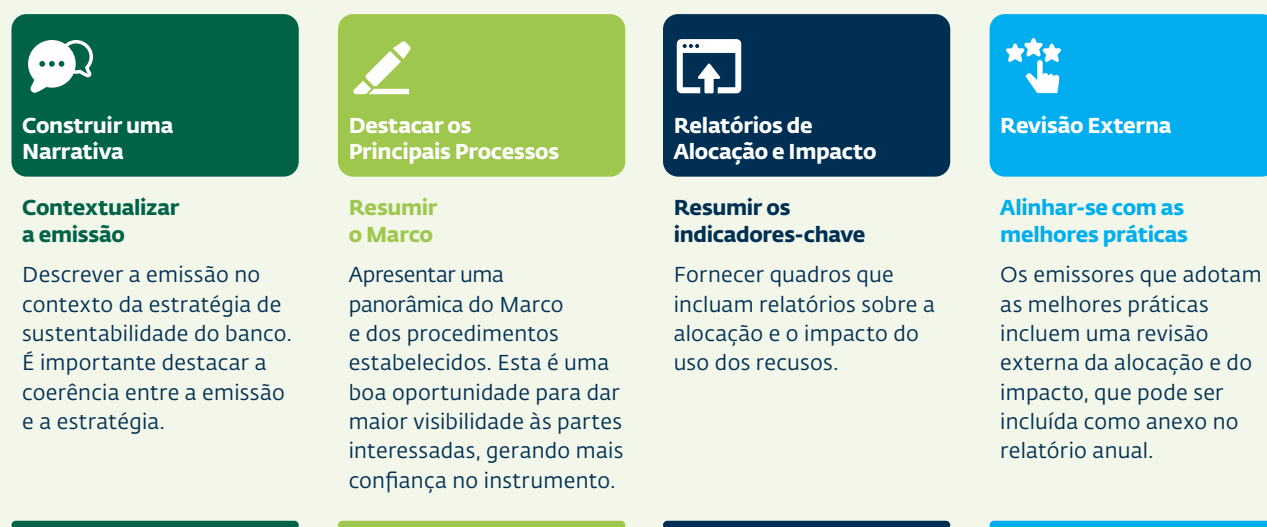 Construir uma
Narrativa
Contextualizar
a emissão
Descrever a emissão no
contexto da estratégia de
sustentabilidade do banco.
É importante destacar a
coerência entre a emissão
e a estratégia.
Destacar os
Principais Processos
Resumir
o Marco
Apresentar uma
panorâmica do Marco
e dos procedimentos
estabelecidos. Esta é uma
boa oportunidade para dar
maior visibilidade às partes
interessadas, gerando mais
confiança no instrumento.
Relatórios de
Alocação e Impacto
Resumir os
indicadores-chave
Fornecer quadros que
incluam relatórios sobre a
alocação e o impacto do
uso dos recusos.
Revisão Externa
Alinhar-se com as
melhores práticas
Os emissores que adotam
as melhores práticas
incluem uma revisão
externa da alocação e do
impacto, que pode ser
incluída como anexo no
relatório anual.